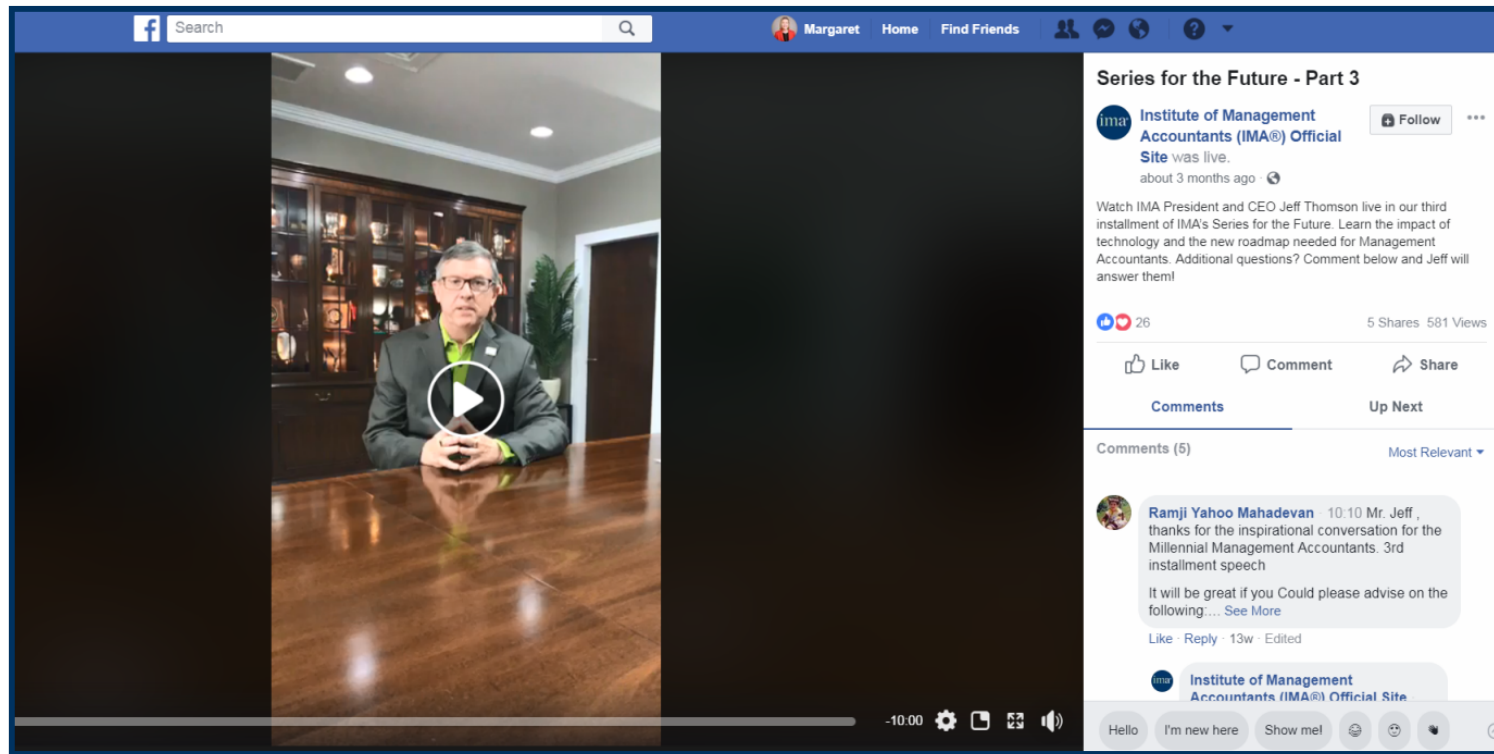 Search
Margaret Home Find Friends
Series for the Future - Part 3
ima
Institute of Management
Accountants (IMA®) Official
Site was live.
Follow
about 3 months ago ·
Watch IMA President and CEO Jeff Thomson live in our third
installment of IMA's Series for the Future. Learn the impact of
technology and the new roadmap needed for Management
Accountants. Additional questions? Comment below and Jeff will
answer them!
26
5 Shares 581 Views
Like Comment Share
Comments Up Next
Comments (5)
Most Relevant
Ramji Yahoo Mahadevan · 10:10 Mr. Jeff ,
thanks for the inspirational conversation for the
Millennial Management Accountants. 3rd
installment speech
It will be great if you Could please advise on the
following:... See More
Like · Reply · 13w · Edited
ima
Institute of Management
Accountants (IMA®) Official Site ·
-10:00
Hello I'm new here Show me!